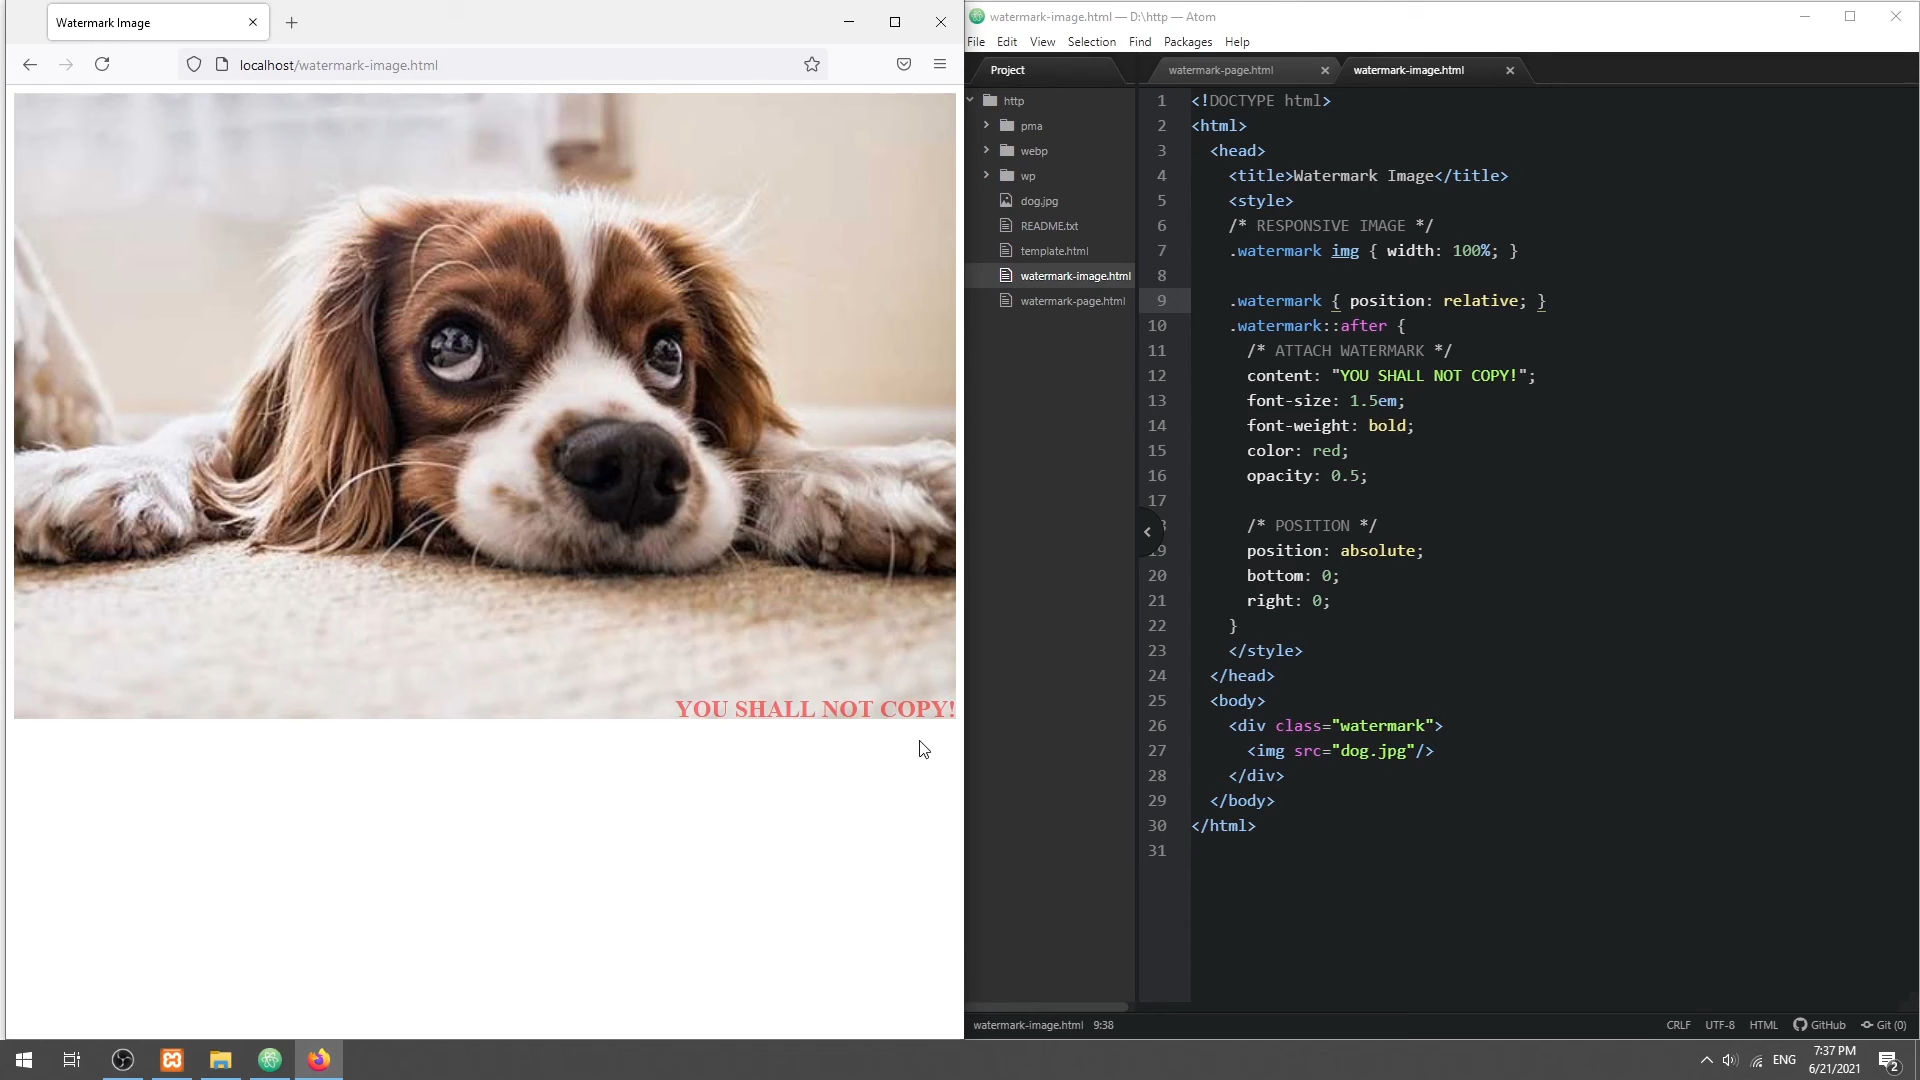 Watermark Image
localhost/watermark-image.html
YOU SHALL NOT COPY!
watermark-image.html — D:\http — Atom
File Edit View Selection Find Packages Help
Project
http
pma
webp
wp
dog.jpg
README.txt
template.html
watermark-image.html
watermark-page.html
watermark-page.html
watermark-image.html
1 <!DOCTYPE html>
2 <html>
3 <head>
4 <title>Watermark Image</title>
5 <style>
6 /* RESPONSIVE IMAGE */
7 .watermark img { width: 100%; }
8
9 .watermark { position: relative; }
10 .watermark::after {
11 /* ATTACH WATERMARK */
12 content: "YOU SHALL NOT COPY!";
13 font-size: 1.5em;
14 font-weight: bold;
15 color: red;
16 opacity: 0.5;
17
8 /* POSITION */
9 position: absolute;
20 bottom: 0;
21 right: 0;
22 }
23 </style>
24 </head>
25 <body>
26 <div class="watermark">
27 <img src="dog.jpg"/>
28 </div>
29 </body>
30 </html>
31
watermark-image.html 9:38
CRLF UTF-8 HTML GitHub Git (0)
ENG
7:37 PM
6/21/2021
2